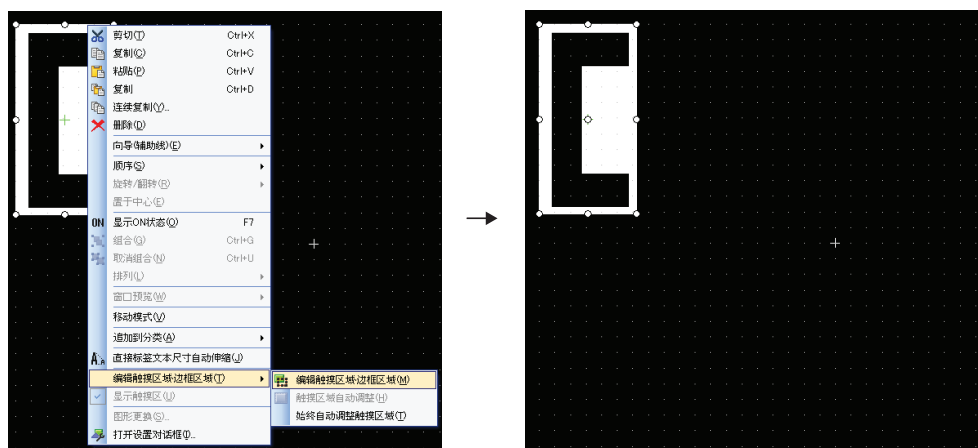 剪切(T) Ctrl+X
复制(C) Ctrl+C
粘贴(P) Ctrl+V
复制 Ctrl+D
连续复制(Y)...
删除(D)
向导(辅助线)(E)
顺序(S)
旋转/翻转(R)
置于中心(E)
ON 显示ON状态(O) F7
组合(G) Ctrl+G
取消组合(N) Ctrl+U
排列(L)
窗口预览(W)
移动模式(V)
追加到分类(A)
直接标签文本尺寸自动伸缩(J)
编辑触摸区域·边框区域(T)
编辑触摸区域·边框区域(M)
显示触摸区(U)
触摸区域自动调整(H)
图形更换(S)...
始终自动调整触摸区域(T)
打开设置对话框(I)...